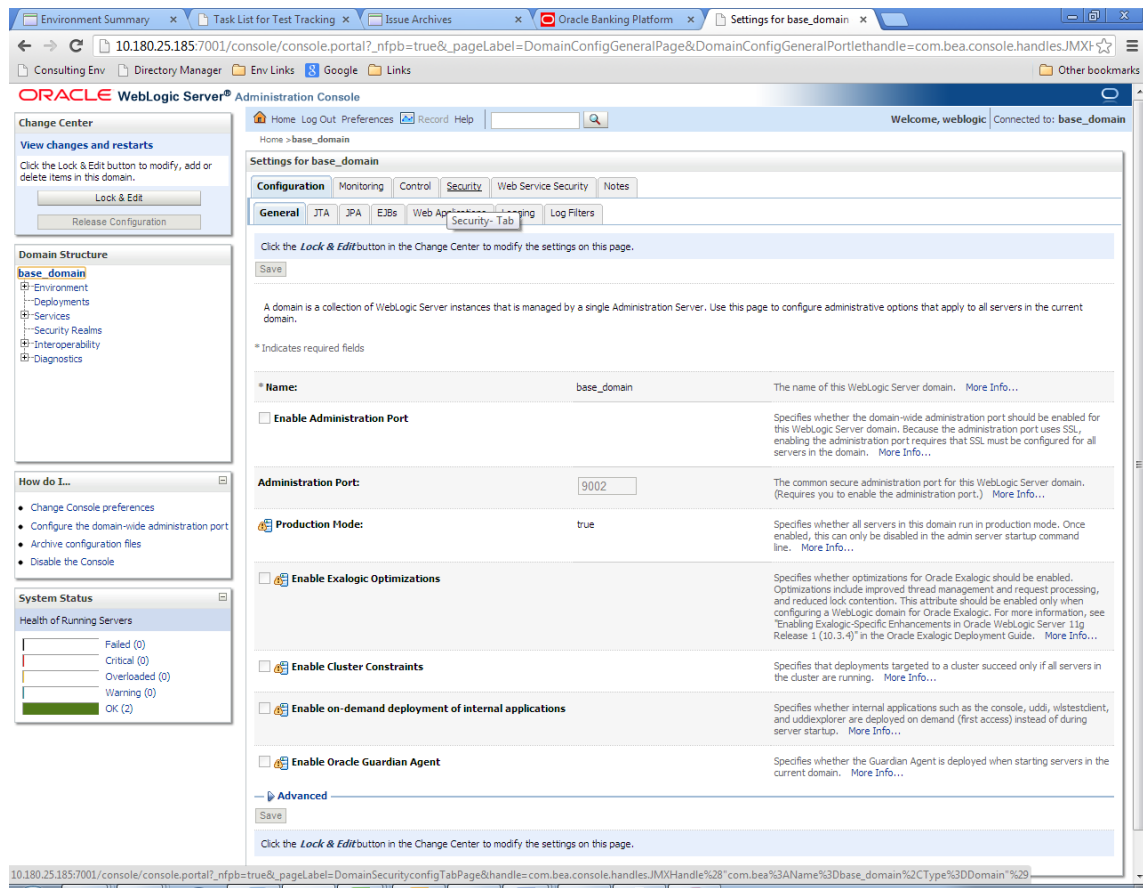 Environment Summary
Task List for Test Tracking
Issue Archives
Oracle Banking Platform
Settings for base_domain
10.180.25.185:7001/console/console.portal?_nfpb=true&_pageLabel=DomainConfigGeneralPage&DomainConfigGeneralPortlethandle=com.bea.console.handles.JMXH
Consulting Env
Directory Manager
Env Links
Google
Links
Other bookmarks
ORACLE WebLogic Server® Administration Console
Change Center
View changes and restarts
Click the Lock & Edit button to modify, add or
delete items in this domain.
Lock & Edit
Release Configuration
Domain Structure
base_domain
Environment
Deployments
Services
Security Realms
Interoperability
Diagnostics
How do I...
Change Console preferences
Configure the domain-wide administration port
Archive configuration files
Disable the Console
System Status
Health of Running Servers
Failed (0)
Critical (0)
Overloaded (0)
Warning (0)
OK (2)
Home Log Out Preferences Record Help
Welcome, weblogic Connected to: base_domain
Home >base_domain
Settings for base_domain
Configuration Monitoring Control Security Web Service Security Notes
General JTA JPA EJBs Web Applications Logging Log Filters
Security- Tab
Click the Lock & Edit button in the Change Center to modify the settings on this page.
Save
A domain is a collection of WebLogic Server instances that is managed by a single Administration Server. Use this page to configure administrative options that apply to all servers in the current
domain.
* Indicates required fields
* Name:
base_domain
The name of this WebLogic Server domain. More Info...
Enable Administration Port
Specifies whether the domain-wide administration port should be enabled for
this WebLogic Server domain. Because the administration port uses SSL,
enabling the administration port requires that SSL must be configured for all
servers in the domain. More Info...
Administration Port:
9002
The common secure administration port for this WebLogic Server domain.
(Requires you to enable the administration port.) More Info...
Production Mode:
true
Specifies whether all servers in this domain run in production mode. Once
enabled, this can only be disabled in the admin server startup command
line. More Info...
Enable Exalogic Optimizations
Specifies whether optimizations for Oracle Exalogic should be enabled.
Optimizations include improved thread management and request processing,
and reduced lock contention. This attribute should be enabled only when
configuring a WebLogic domain for Oracle Exalogic. For more information, see
"Enabling Exalogic-Specific Enhancements in Oracle WebLogic Server 11g
Release 1 (10.3.4)" in the Oracle Exalogic Deployment Guide. More Info...
Enable Cluster Constraints
Specifies that deployments targeted to a cluster succeed only if all servers in
the cluster are running. More Info...
Enable on-demand deployment of internal applications
Specifies whether internal applications such as the console, uddi, wlstestclient,
and uddiexplorer are deployed on demand (first access) instead of during
server startup. More Info...
Enable Oracle Guardian Agent
Specifies whether the Guardian Agent is deployed when starting servers in the
current domain. More Info...
Advanced
Save
Click the Lock & Edit button in the Change Center to modify the settings on this page.
10.180.25.185:7001/console/console.portal?_nfpb=true&_pageLabel=DomainSecurityconfigTabPage&handle=com.bea.console.handles.JMXHandle%28"com.bea%3AName%3Dbase_domain%2CType%3DDomain"%29